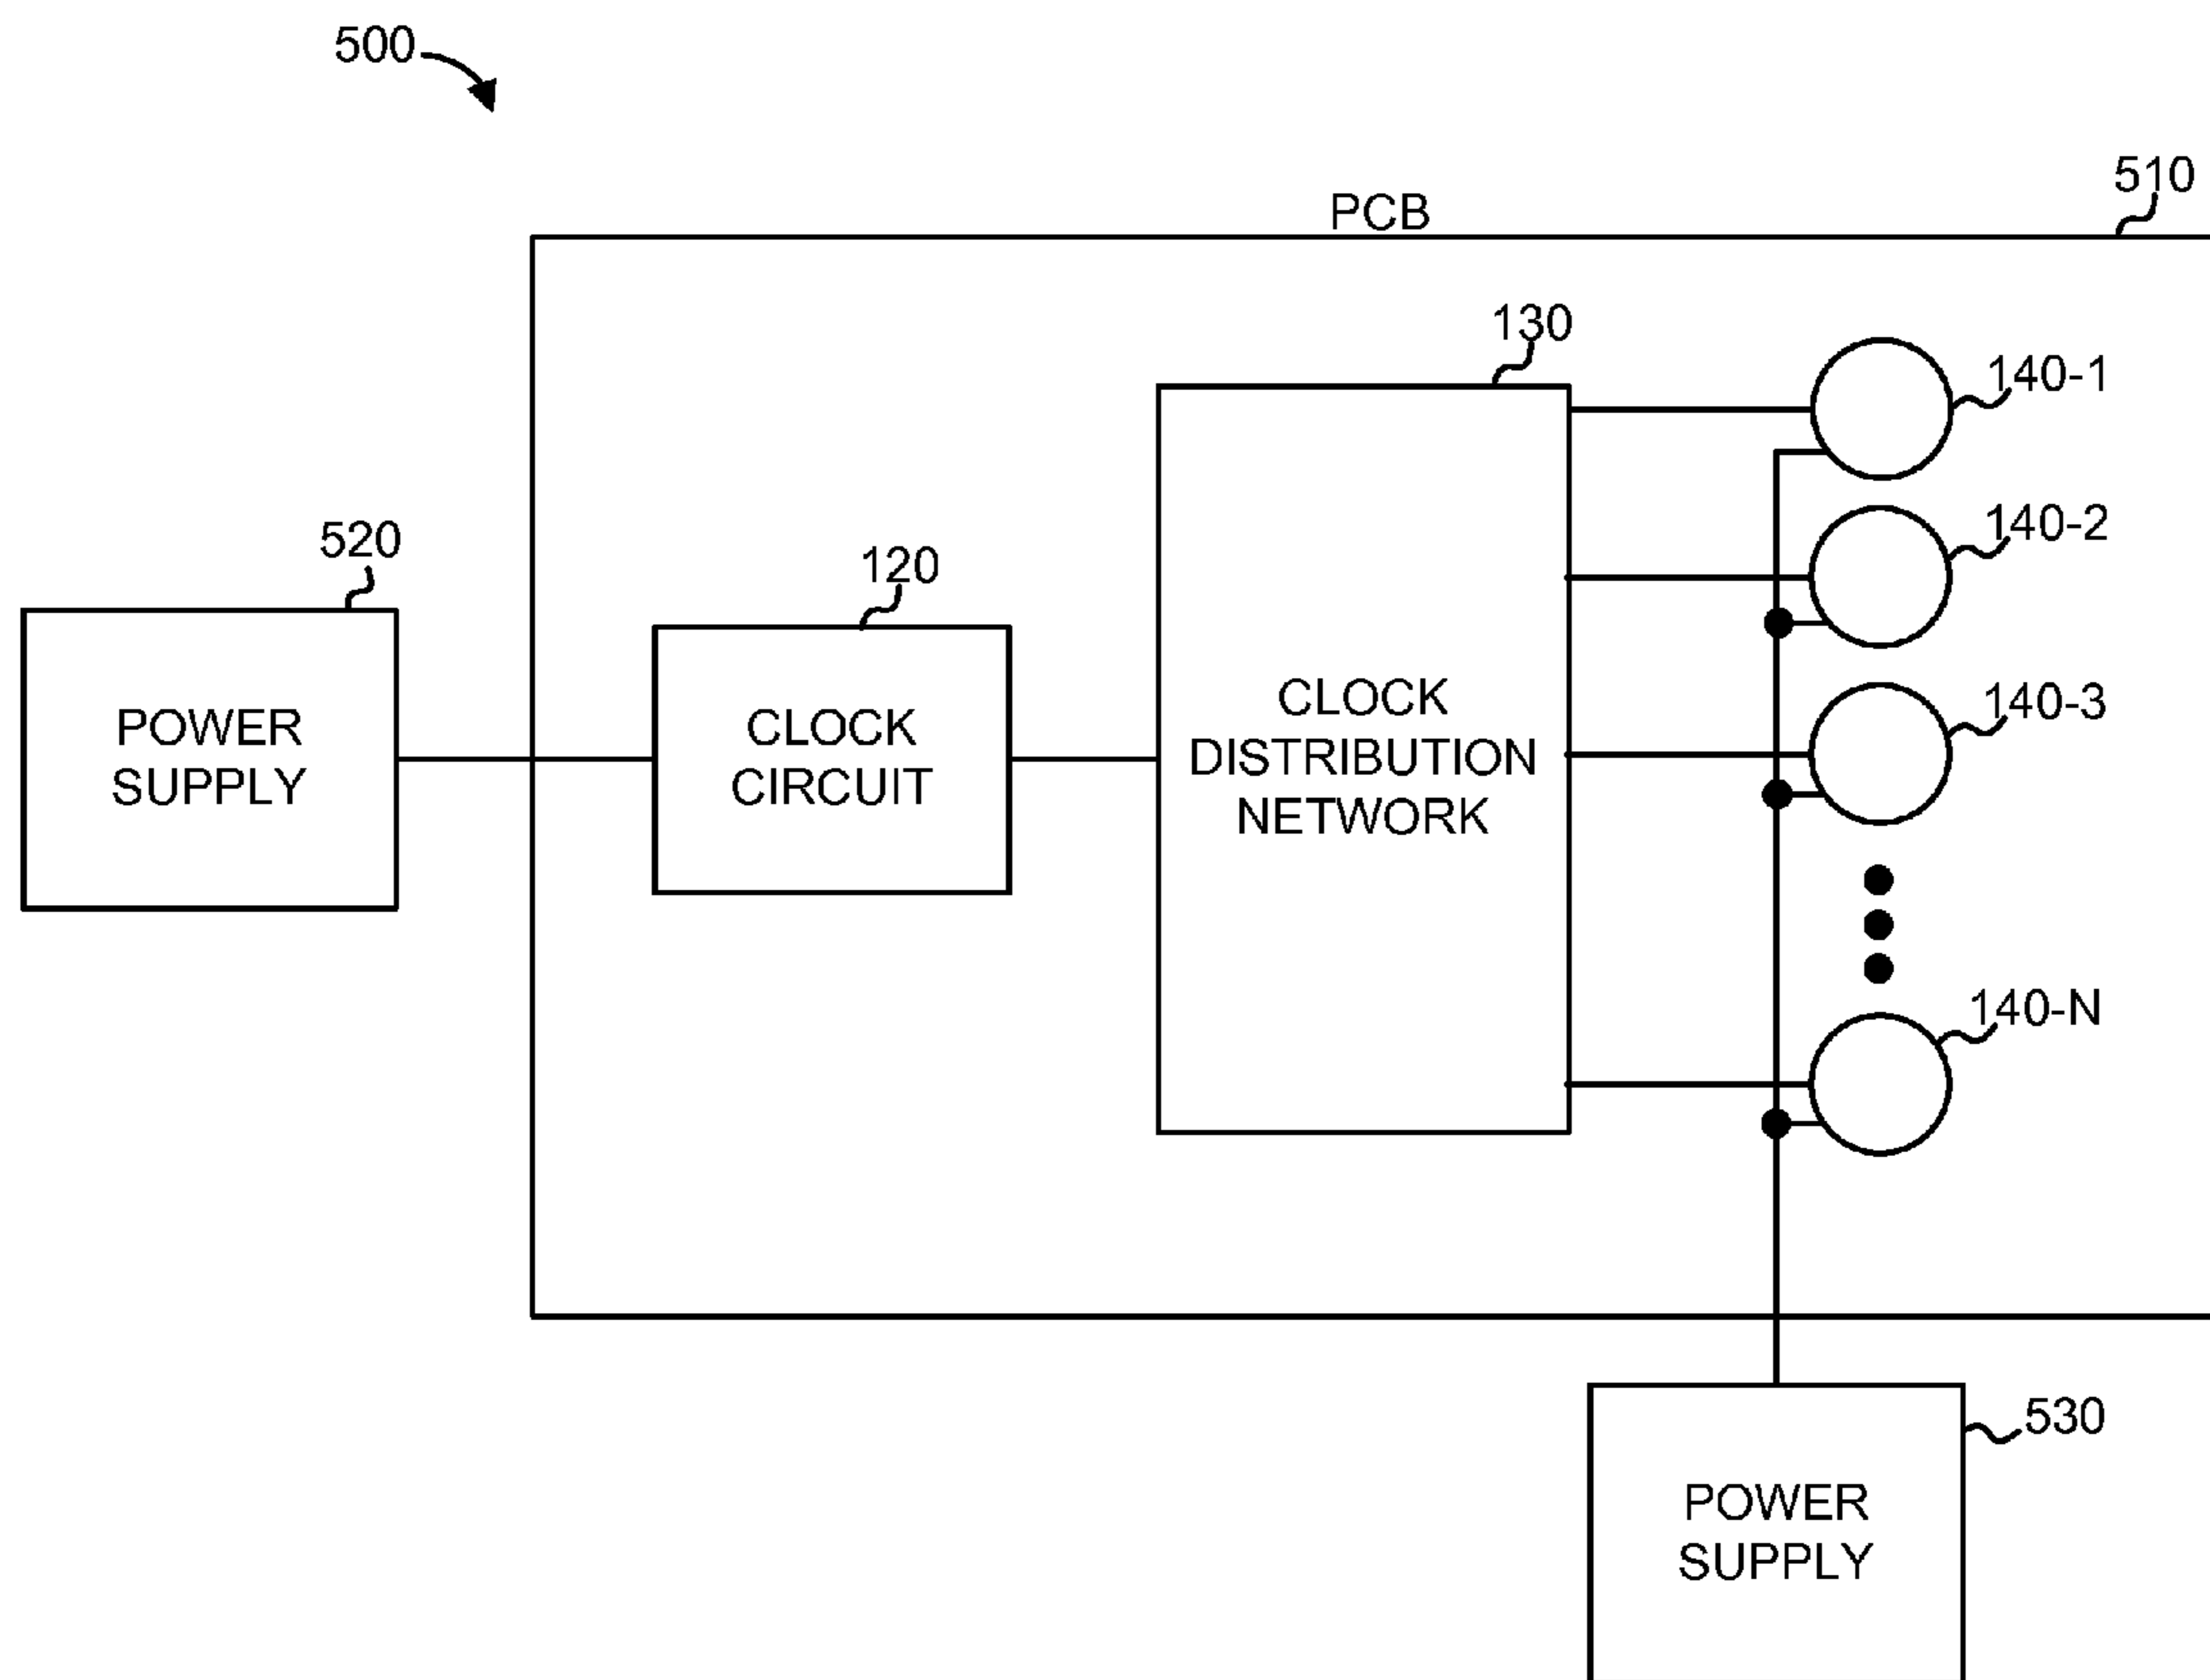 500
510
PCB
130
140-1
140-2
520
120
140-3
POWER
SUPPLY
CLOCK
CIRCUIT
CLOCK
DISTRIBUTION
NETWORK
140-N
530
POWER
SUPPLY